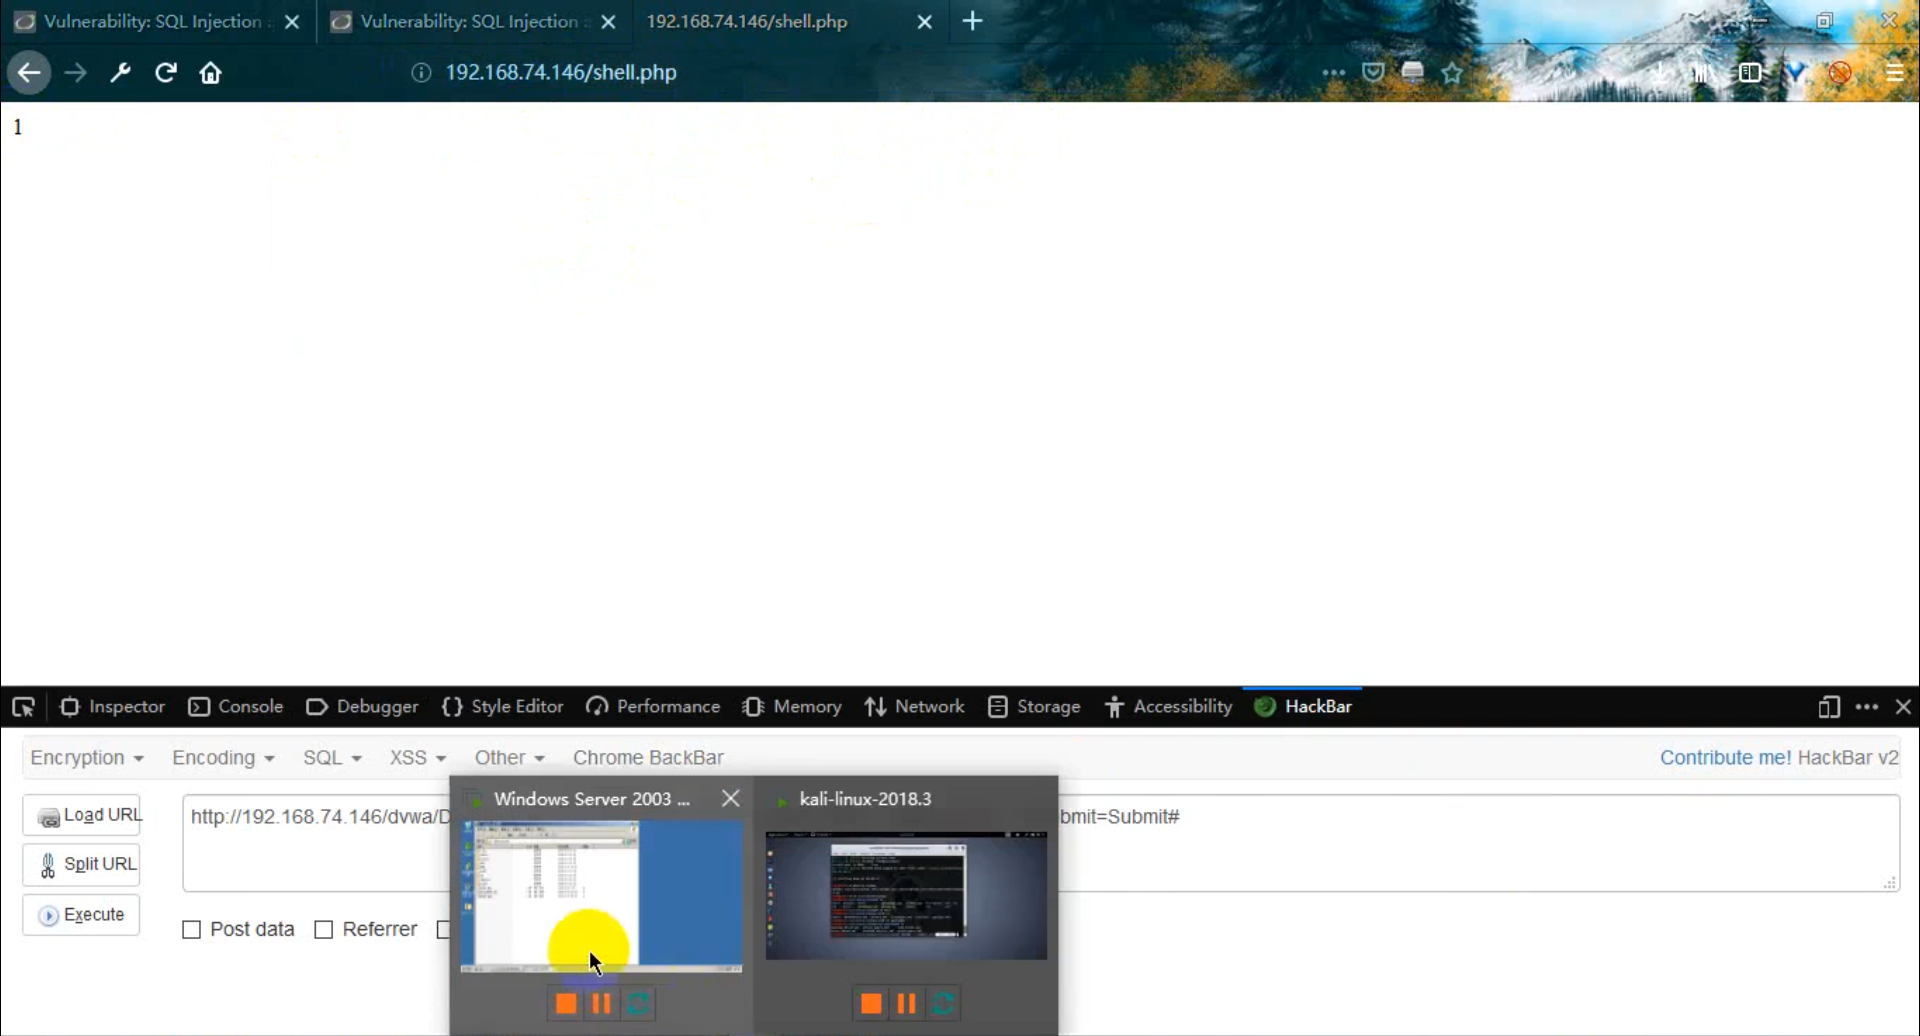 Vulnerability: SQL Injection : Vulnerability: SQL Injection : 192.168.74.146/shell.php
192.168.74.146/shell.php
1
Inspector Console Debugger {} Style Editor Performance Memory Network Storage Accessibility HackBar
Encryption Encoding SQL XSS Other Chrome BackBar Contribute me! HackBar v2
Windows Server 2003 ... kali-linux-2018.3
Load URL http://192.168.74.146/dvwa/D bmit=Submit#
Split URL
Execute
Post data Referrer